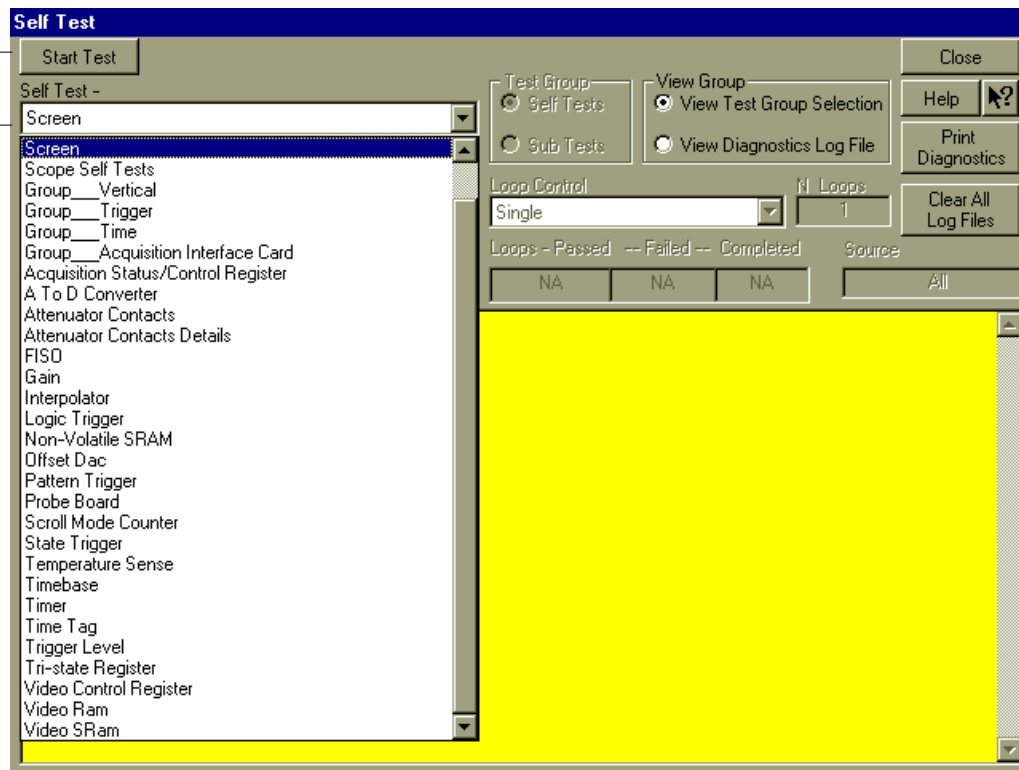 Self Test
Start Test
Close
Self Test -
Screen
Test Group
Self Tests
Sub Tests
View Group
View Test Group Selection
View Diagnostics Log File
Help
?
Print
Diagnostics
Clear All
Log Files
Loop Control
N Loops
Single
1
Loops - Passed -- Failed -- Completed
Source
NA
NA
NA
All
Screen
Scope Self Tests
Group___Vertical
Group___Trigger
Group___Time
Group___Acquisition Interface Card
Acquisition Status/Control Register
A To D Converter
Attenuator Contacts
Attenuator Contacts Details
FISO
Gain
Interpolator
Logic Trigger
Non-Volatile SRAM
Offset Dac
Pattern Trigger
Probe Board
Scroll Mode Counter
State Trigger
Temperature Sense
Timebase
Timer
Time Tag
Trigger Level
Tri-state Register
Video Control Register
Video Ram
Video SRam